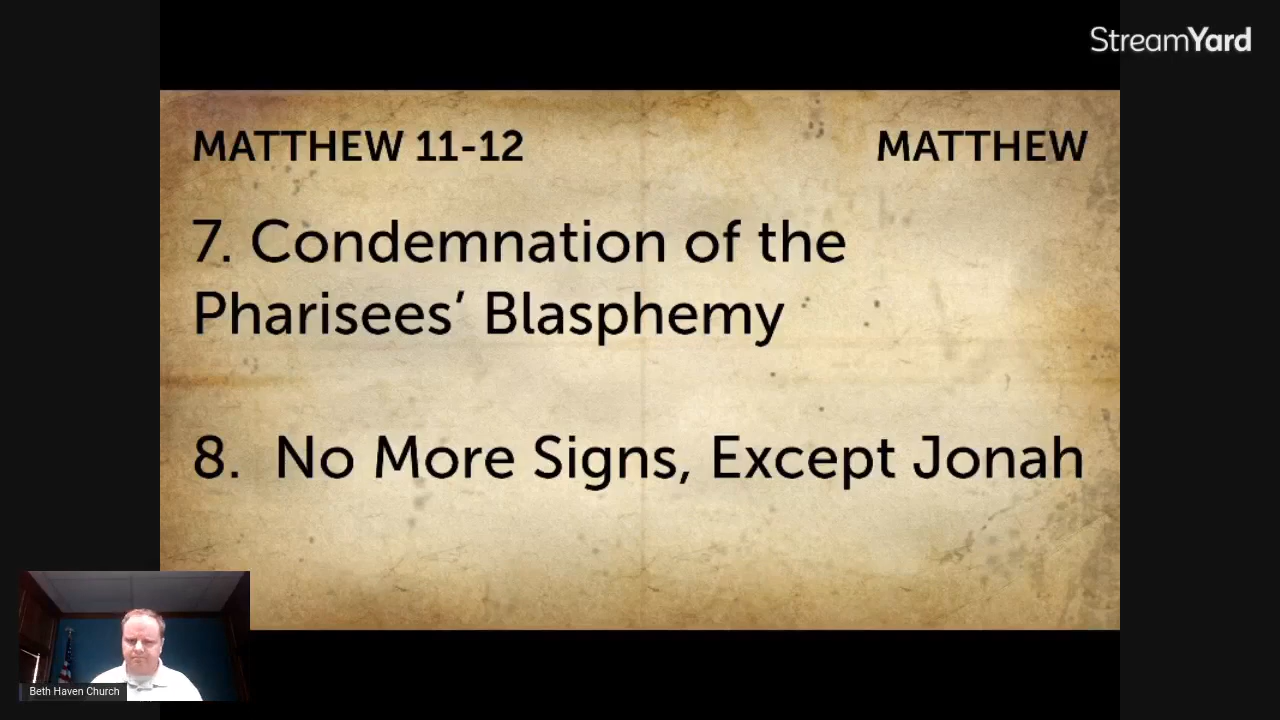 StreamYard
MATTHEW 11-12
MATTHEW
7. Condemnation of the
Pharisees’ Blasphemy
8. No More Signs, Except Jonah
Beth Haven Church